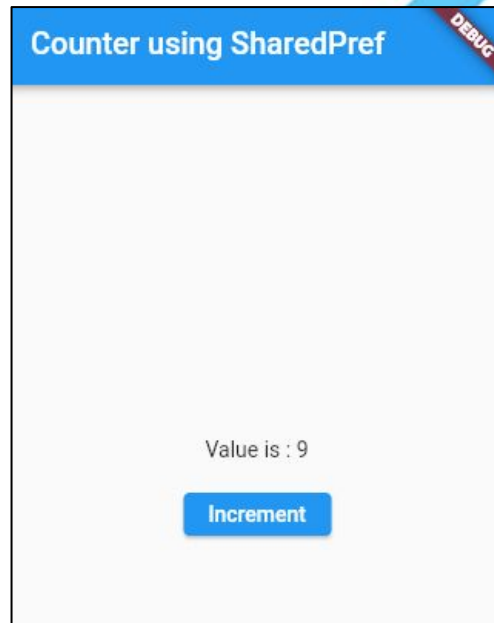 Counter using SharedPref
DEBUG
Value is : 9
Increment